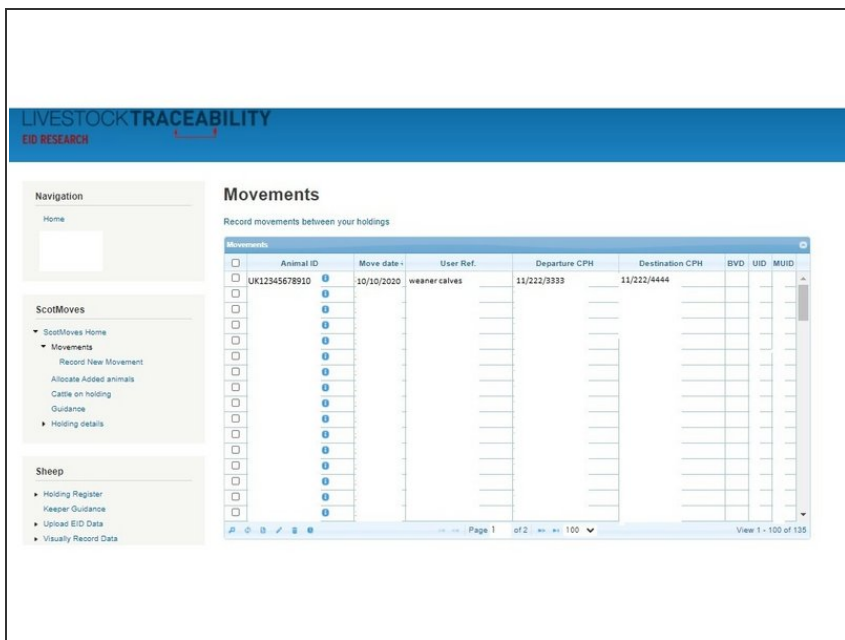 LIVESTOCKTRACEABILITY
EID RESEARCH
Navigation
Home
ScotMoves
ScotMoves Home
Movements
Record New Movement
Allocate Added animals
Cattle on holding
Guidance
Holding details
Sheep
Holding Register
Keeper Guidance
Upload EID Data
Visually Record Data
Movements
Record movements between your holdings
Movements
Animal ID Move date User Ref. Departure CPH Destination CPH BVD UID MUID
UK12345678910 10/10/2020 weaner calves 11/222/3333 11/222/4444
Page 1 of 2 100 View 1 - 100 of 135